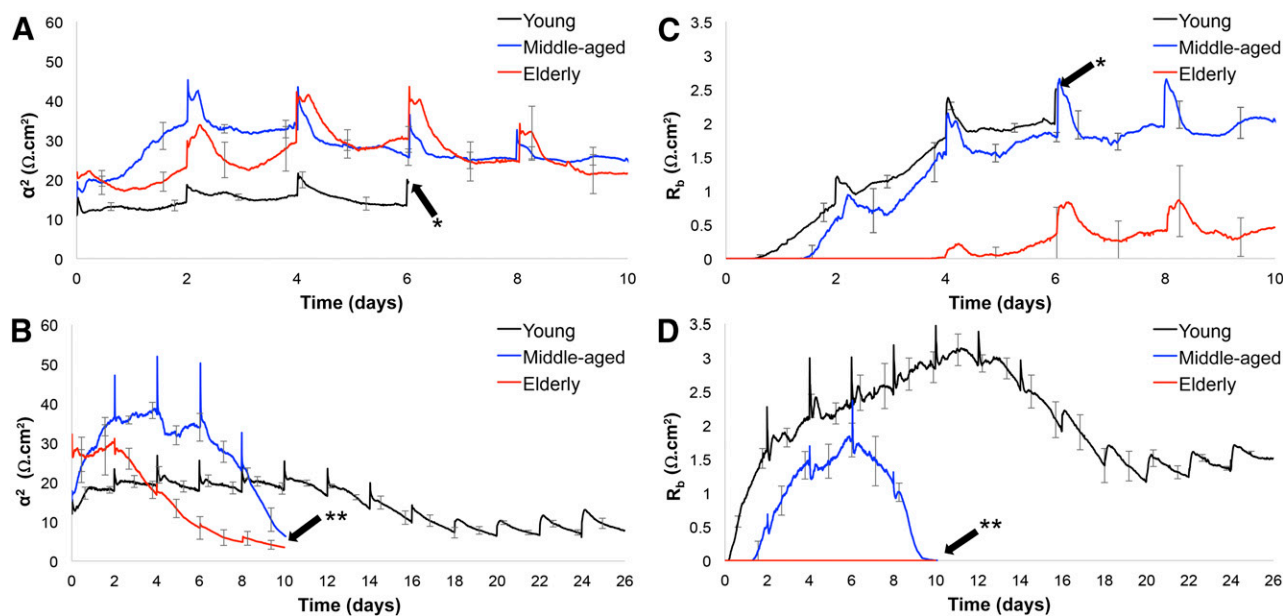 A
α² (Ω.cm²)
60
50
40
30
20
10
0
Young
Middle-aged
Elderly
*
0 2 4 6 8 10
Time (days)
C
R_b (Ω.cm²)
3.5
3
2.5
2
1.5
1
0.5
0
Young
Middle-aged
Elderly
*
0 2 4 6 8 10
Time (days)
B
α² (Ω.cm²)
60
50
40
30
20
10
0
Young
Middle-aged
Elderly
**
0 2 4 6 8 10 12 14 16 18 20 22 24 26
Time (days)
D
R_b (Ω.cm²)
3.5
3
2.5
2
1.5
1
0.5
0
Young
Middle-aged
Elderly
**
0 2 4 6 8 10 12 14 16 18 20 22 24 26
Time (days)